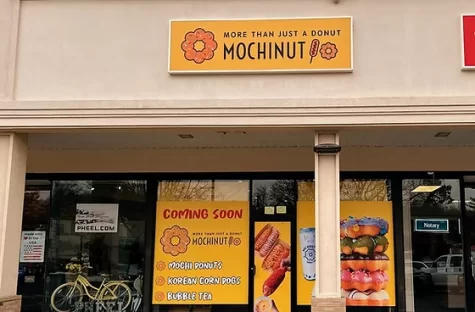 MORE THAN JUST A DONUT
MOCHINUT
PHEEL.COM
COMING SOON
MORE THAN JUST A DONUT
MOCHINUT
MOCHI DONUTS
KOREAN CORN DOGS
BUBBLE TEA
Notary
PHEEL